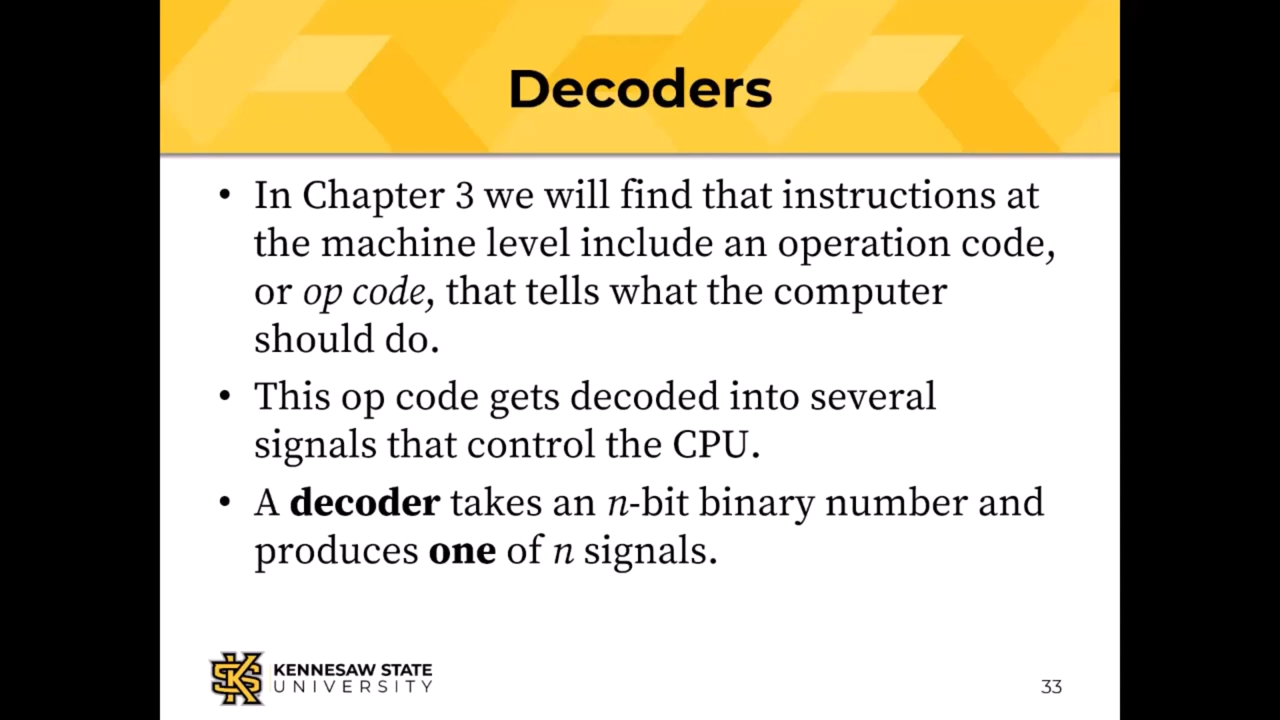 Decoders
• In Chapter 3 we will find that instructions at
the machine level include an operation code,
or op code, that tells what the computer
should do.
• This op code gets decoded into several
signals that control the CPU.
• A decoder takes an n-bit binary number and
produces one of n signals.
KENNESAW STATE
UNIVERSITY
33